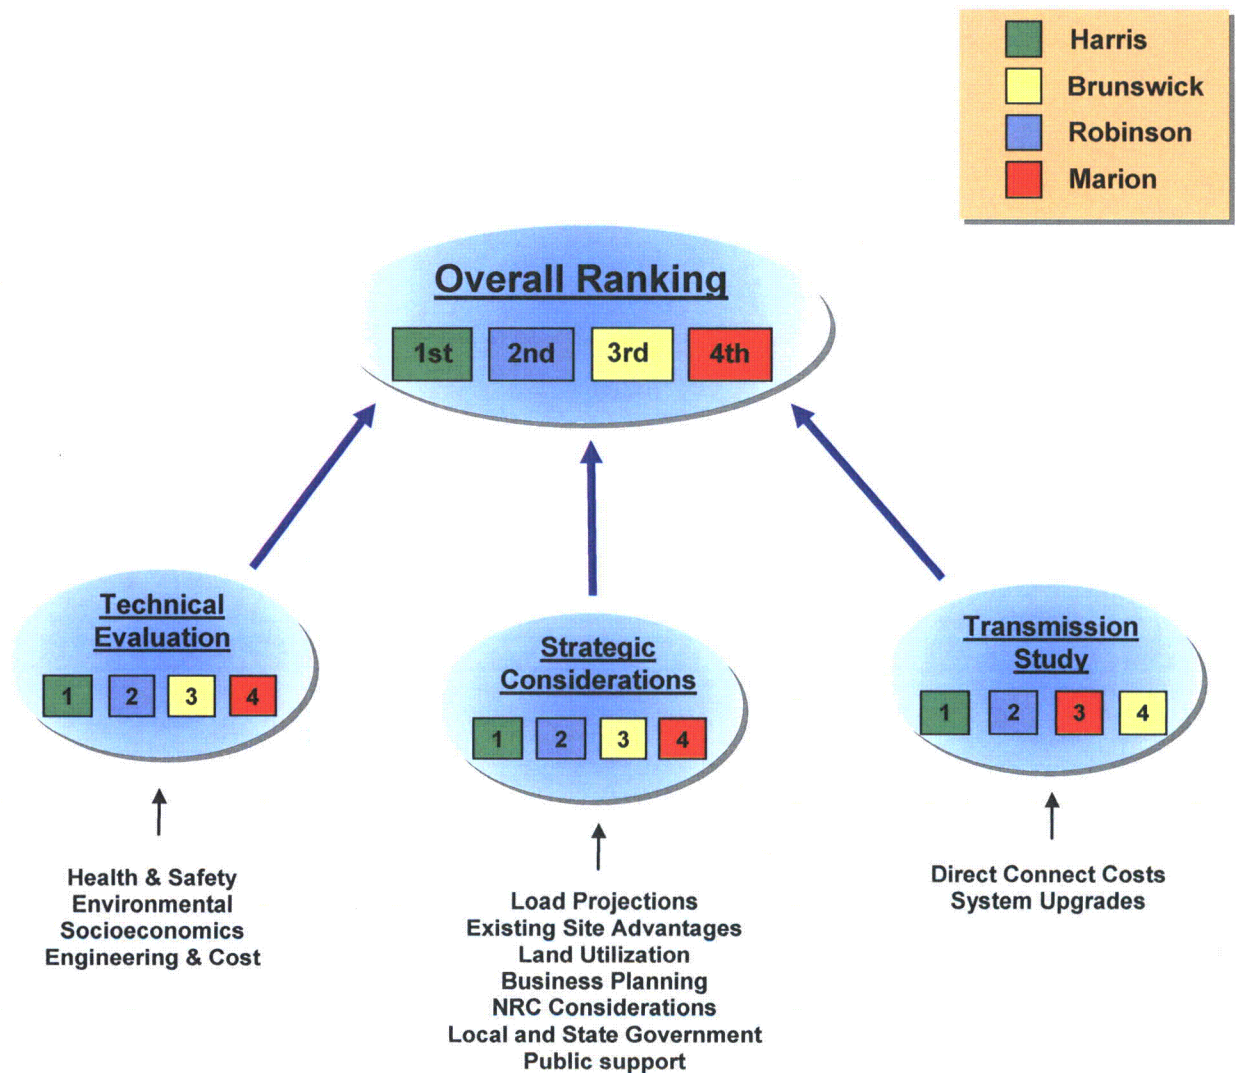 Harris
Brunswick
Robinson
Marion
Overall Ranking
1st 2nd 3rd 4th
Technical
Evaluation
1 2 3 4
Strategic
Considerations
1 2 3 4
Transmission
Study
1 2 3 4
Health & Safety
Environmental
Socioeconomics
Engineering & Cost
Load Projections
Existing Site Advantages
Land Utilization
Business Planning
NRC Considerations
Local and State Government
Public support
Direct Connect Costs
System Upgrades